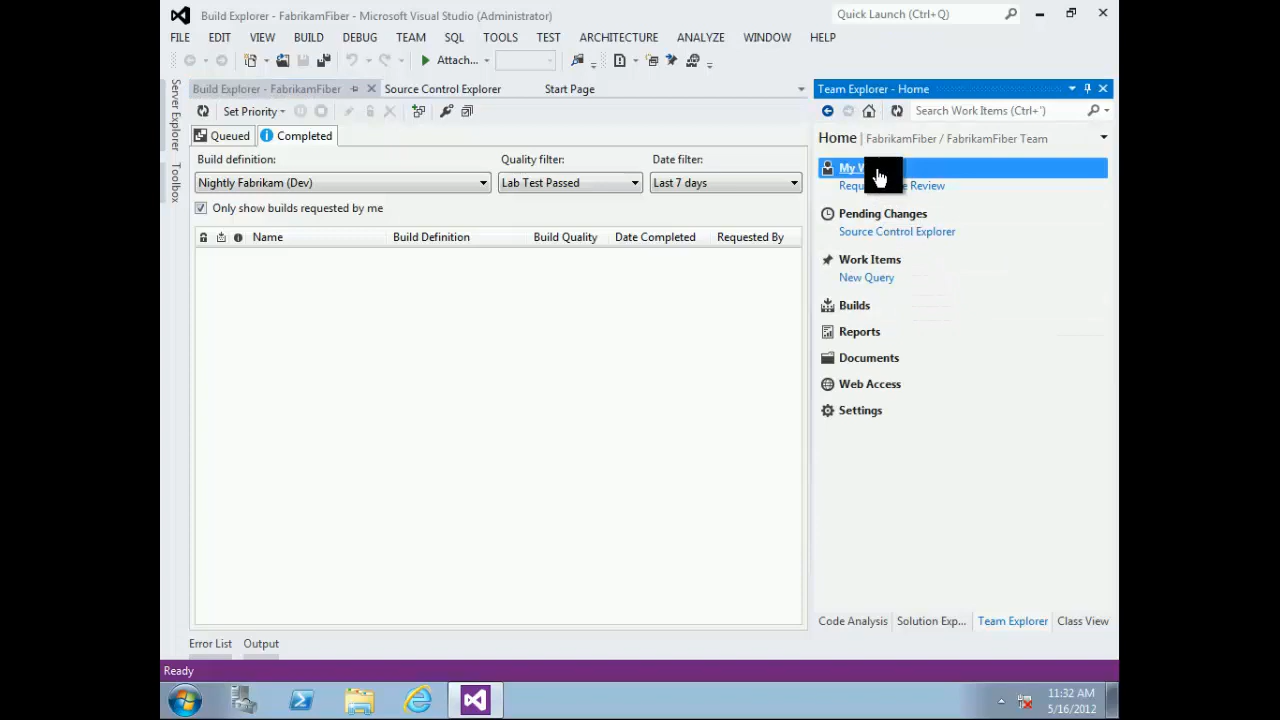 Build Explorer - FabrikamFiber - Microsoft Visual Studio (Administrator)
Quick Launch (Ctrl+Q)
FILE EDIT VIEW BUILD DEBUG TEAM SQL TOOLS TEST ARCHITECTURE ANALYZE WINDOW HELP
Attach...
Server Explorer
Toolbox
Build Explorer - FabrikamFiber
Source Control Explorer
Start Page
Set Priority
Queued
Completed
Build definition:
Quality filter:
Date filter:
Nightly Fabrikam (Dev)
Lab Test Passed
Last 7 days
Only show builds requested by me
Name Build Definition Build Quality Date Completed Requested By
Team Explorer - Home
Search Work Items (Ctrl+')
Home | FabrikamFiber / FabrikamFiber Team
My
Review
Pending Changes
Source Control Explorer
Work Items
New Query
Builds
Reports
Documents
Web Access
Settings
Code Analysis Solution Exp... Team Explorer Class View
Error List Output
Ready
11:32 AM
5/16/2012